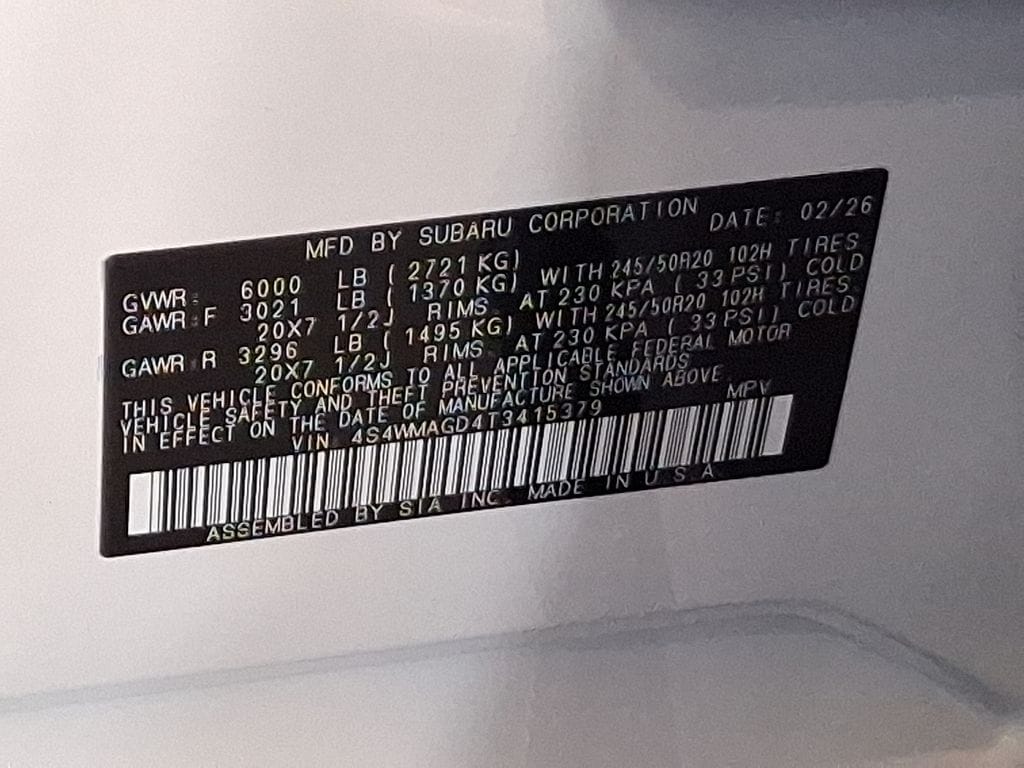 MFD BY SUBARU CORPORATION DATE: 02/26
GVWR: 6000 LB ( 2721 KG)
GAWR:F 3021 LB ( 1370 KG) WITH 245/50R20 102H TIRES
20X7 1/2J RIMS AT 230 KPA ( 33 PSI) COLD
GAWR:R 3296 LB ( 1495 KG) WITH 245/50R20 102H TIRES
20X7 1/2J RIMS AT 230 KPA ( 33 PSI) COLD
THIS VEHICLE CONFORMS TO ALL APPLICABLE FEDERAL MOTOR
VEHICLE SAFETY AND THEFT PREVENTION STANDARDS
IN EFFECT ON THE DATE OF MANUFACTURE SHOWN ABOVE
VIN 4S4WMAGD4T3415379 MPV
ASSEMBLED BY SIA INC. MADE IN U.S.A